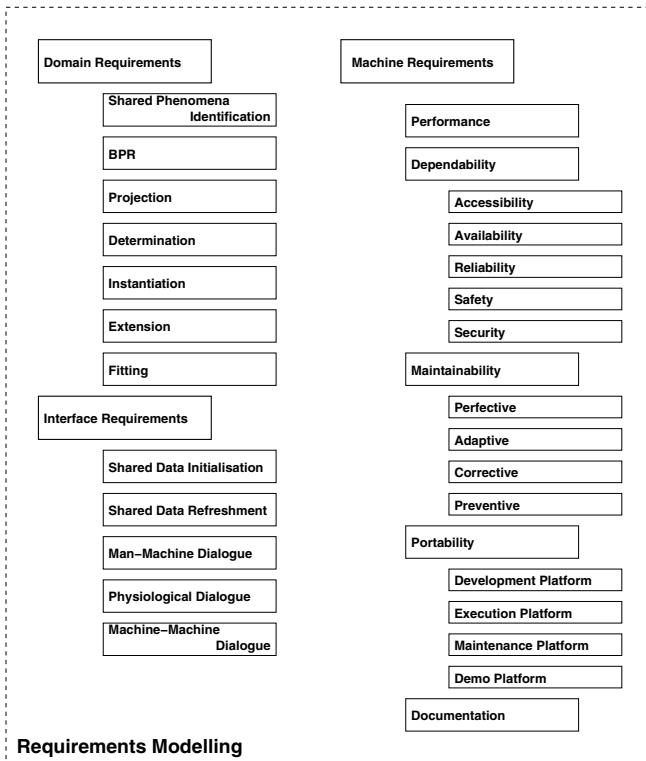 Domain Requirements
Shared Phenomena
Identification
BPR
Projection
Determination
Instantiation
Extension
Fitting
Interface Requirements
Shared Data Initialisation
Shared Data Refreshment
Man−Machine Dialogue
Physiological Dialogue
Machine−Machine
Dialogue
Machine Requirements
Performance
Dependability
Accessibility
Availability
Reliability
Safety
Security
Maintainability
Perfective
Adaptive
Corrective
Preventive
Portability
Development Platform
Execution Platform
Maintenance Platform
Demo Platform
Documentation
Requirements Modelling